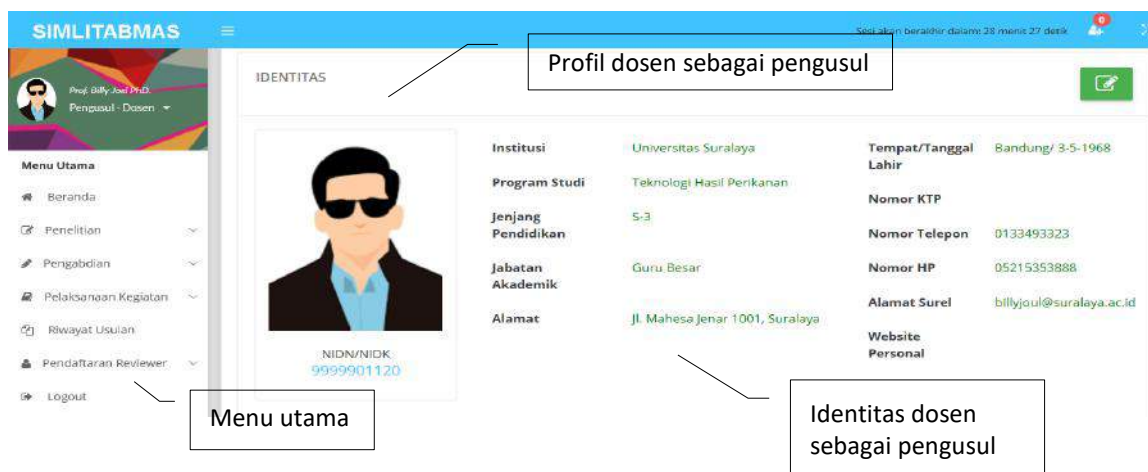 SIMLITABMAS
Sesi akan berakhir dalam: 28 menit 27 detik
0
Prof. Billy Joel PHD.
Pengusul - Dosen
Menu Utama
Beranda
Penelitian
Pengabdian
Pelaksanaan Kegiatan
Riwayat Usulan
Pendaftaran Reviewer
Logout
Menu utama
IDENTITAS
Profil dosen sebagai pengusul
NIDN/NIDK
9999901120
Institusi Universitas Suralaya
Program Studi Teknologi Hasil Perikanan
Jenjang
Pendidikan S-3
Jabatan
Akademik Guru Besar
Alamat Jl. Mahesa Jenar 1001, Suralaya
Tempat/Tanggal Bandung/ 3-5-1968
Lahir
Nomor KTP
Nomor Telepon 0133493323
Nomor HP 05215353888
Alamat Surel billyjoul@suralaya.ac.id
Website
Personal
Identitas dosen
sebagai pengusul